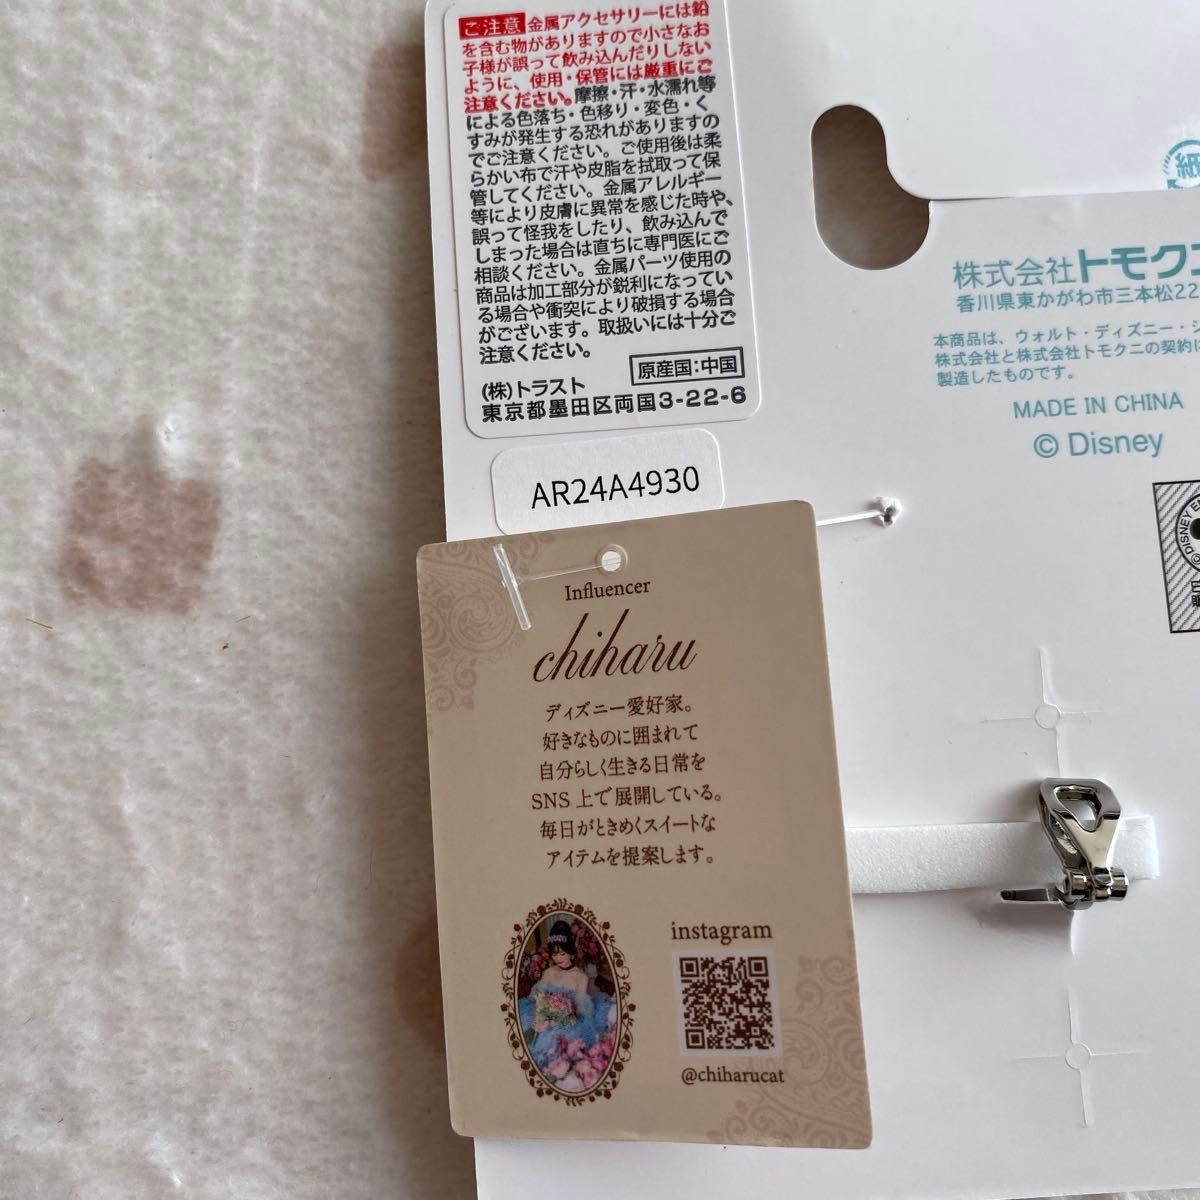 ご注意 金属アクセサリーには鉛
を含む物がありますので小さなお
子様が誤って飲み込んだりしない
ように、使用・保管には厳重にご
注意ください。摩擦・汗・水濡れ等
による色落ち・色移り・変色・く
すみが発生する恐れがありますの
でご注意ください。ご使用後は柔
らかい布で汗や皮脂を拭取って保
管してください。金属アレルギー
等により皮膚に異常を感じた時や、
誤って怪我をしたり、飲み込んで
しまった場合は直ちに専門医にご
相談ください。金属パーツ使用の
商品は加工部分が鋭利になってい
る場合や衝突により破損する場合
がございます。取扱いには十分ご
注意ください。
原産国：中国
(株)トラスト
東京都墨田区両国3-22-6
AR24A4930
紙
株式会社トモクニ
香川県東かがわ市三本松22
本商品は、ウォルト・ディズニー・
株式会社と株式会社トモクニの契約に
製造したものです。
MADE IN CHINA
© Disney
© DISNEY
Influencer
chiharu
ディズニー愛好家。
好きなものに囲まれて
自分らしく生きる日常を
SNS 上で展開している。
毎日がときめくスイートな
アイテムを提案します。
instagram
@chiharucat